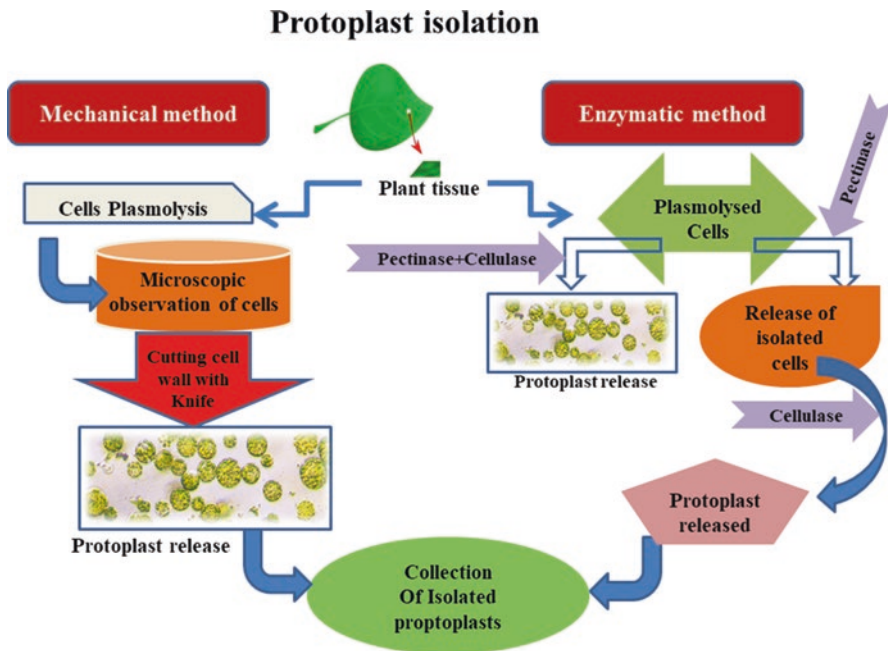 Protoplast isolation
Mechanical method
Enzymatic method
Plant tissue
Cells Plasmolysis
Microscopic
observation of cells
Cutting cell
wall with
Knife
Protoplast release
Plasmolysed
Cells
Pectinase
Pectinase+Cellulase
Protoplast release
Release of
isolated
cells
Cellulase
Protoplast
released
Collection
Of Isolated
proptoplasts